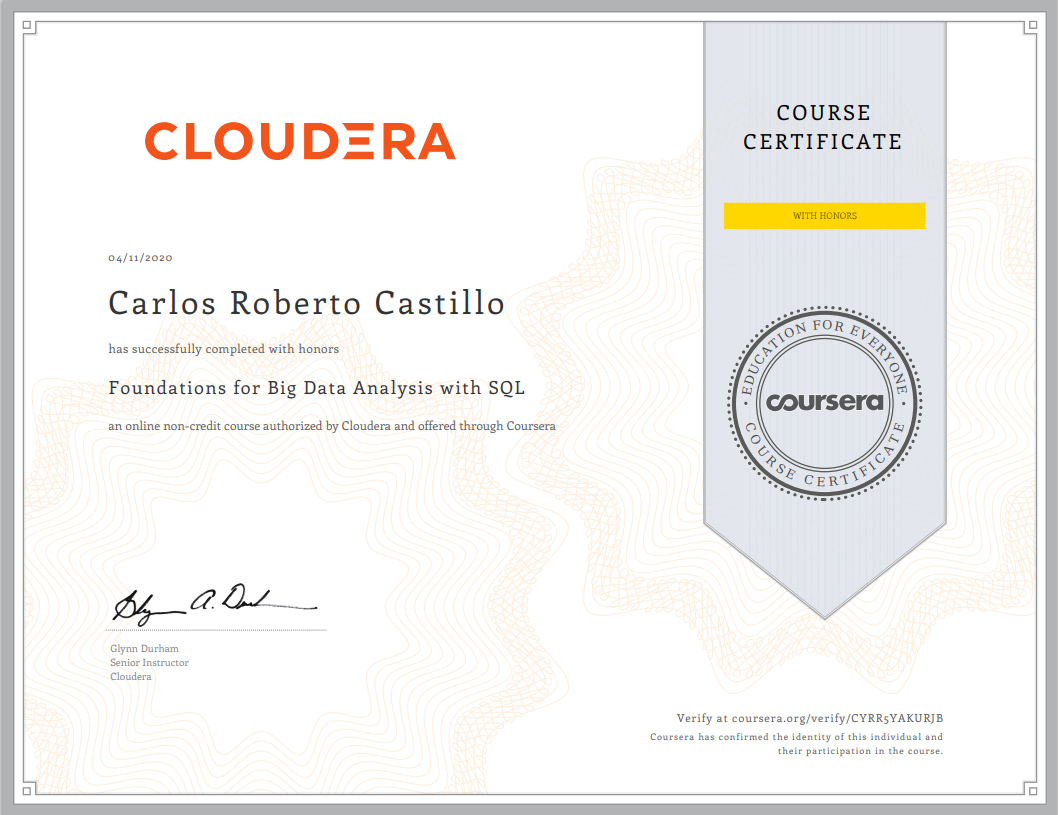 CLOUDERA
COURSE
CERTIFICATE
WITH HONORS
04/11/2020
Carlos Roberto Castillo
has successfully completed with honors
Foundations for Big Data Analysis with SQL
an online non-credit course authorized by Cloudera and offered through Coursera
EDUCATION FOR EVERYONE
coursera
COURSE CERTIFICATE
Glynn Durham
Senior Instructor
Cloudera
Verify at coursera.org/verify/CYRR5YAKURJB
Coursera has confirmed the identity of this individual and
their participation in the course.